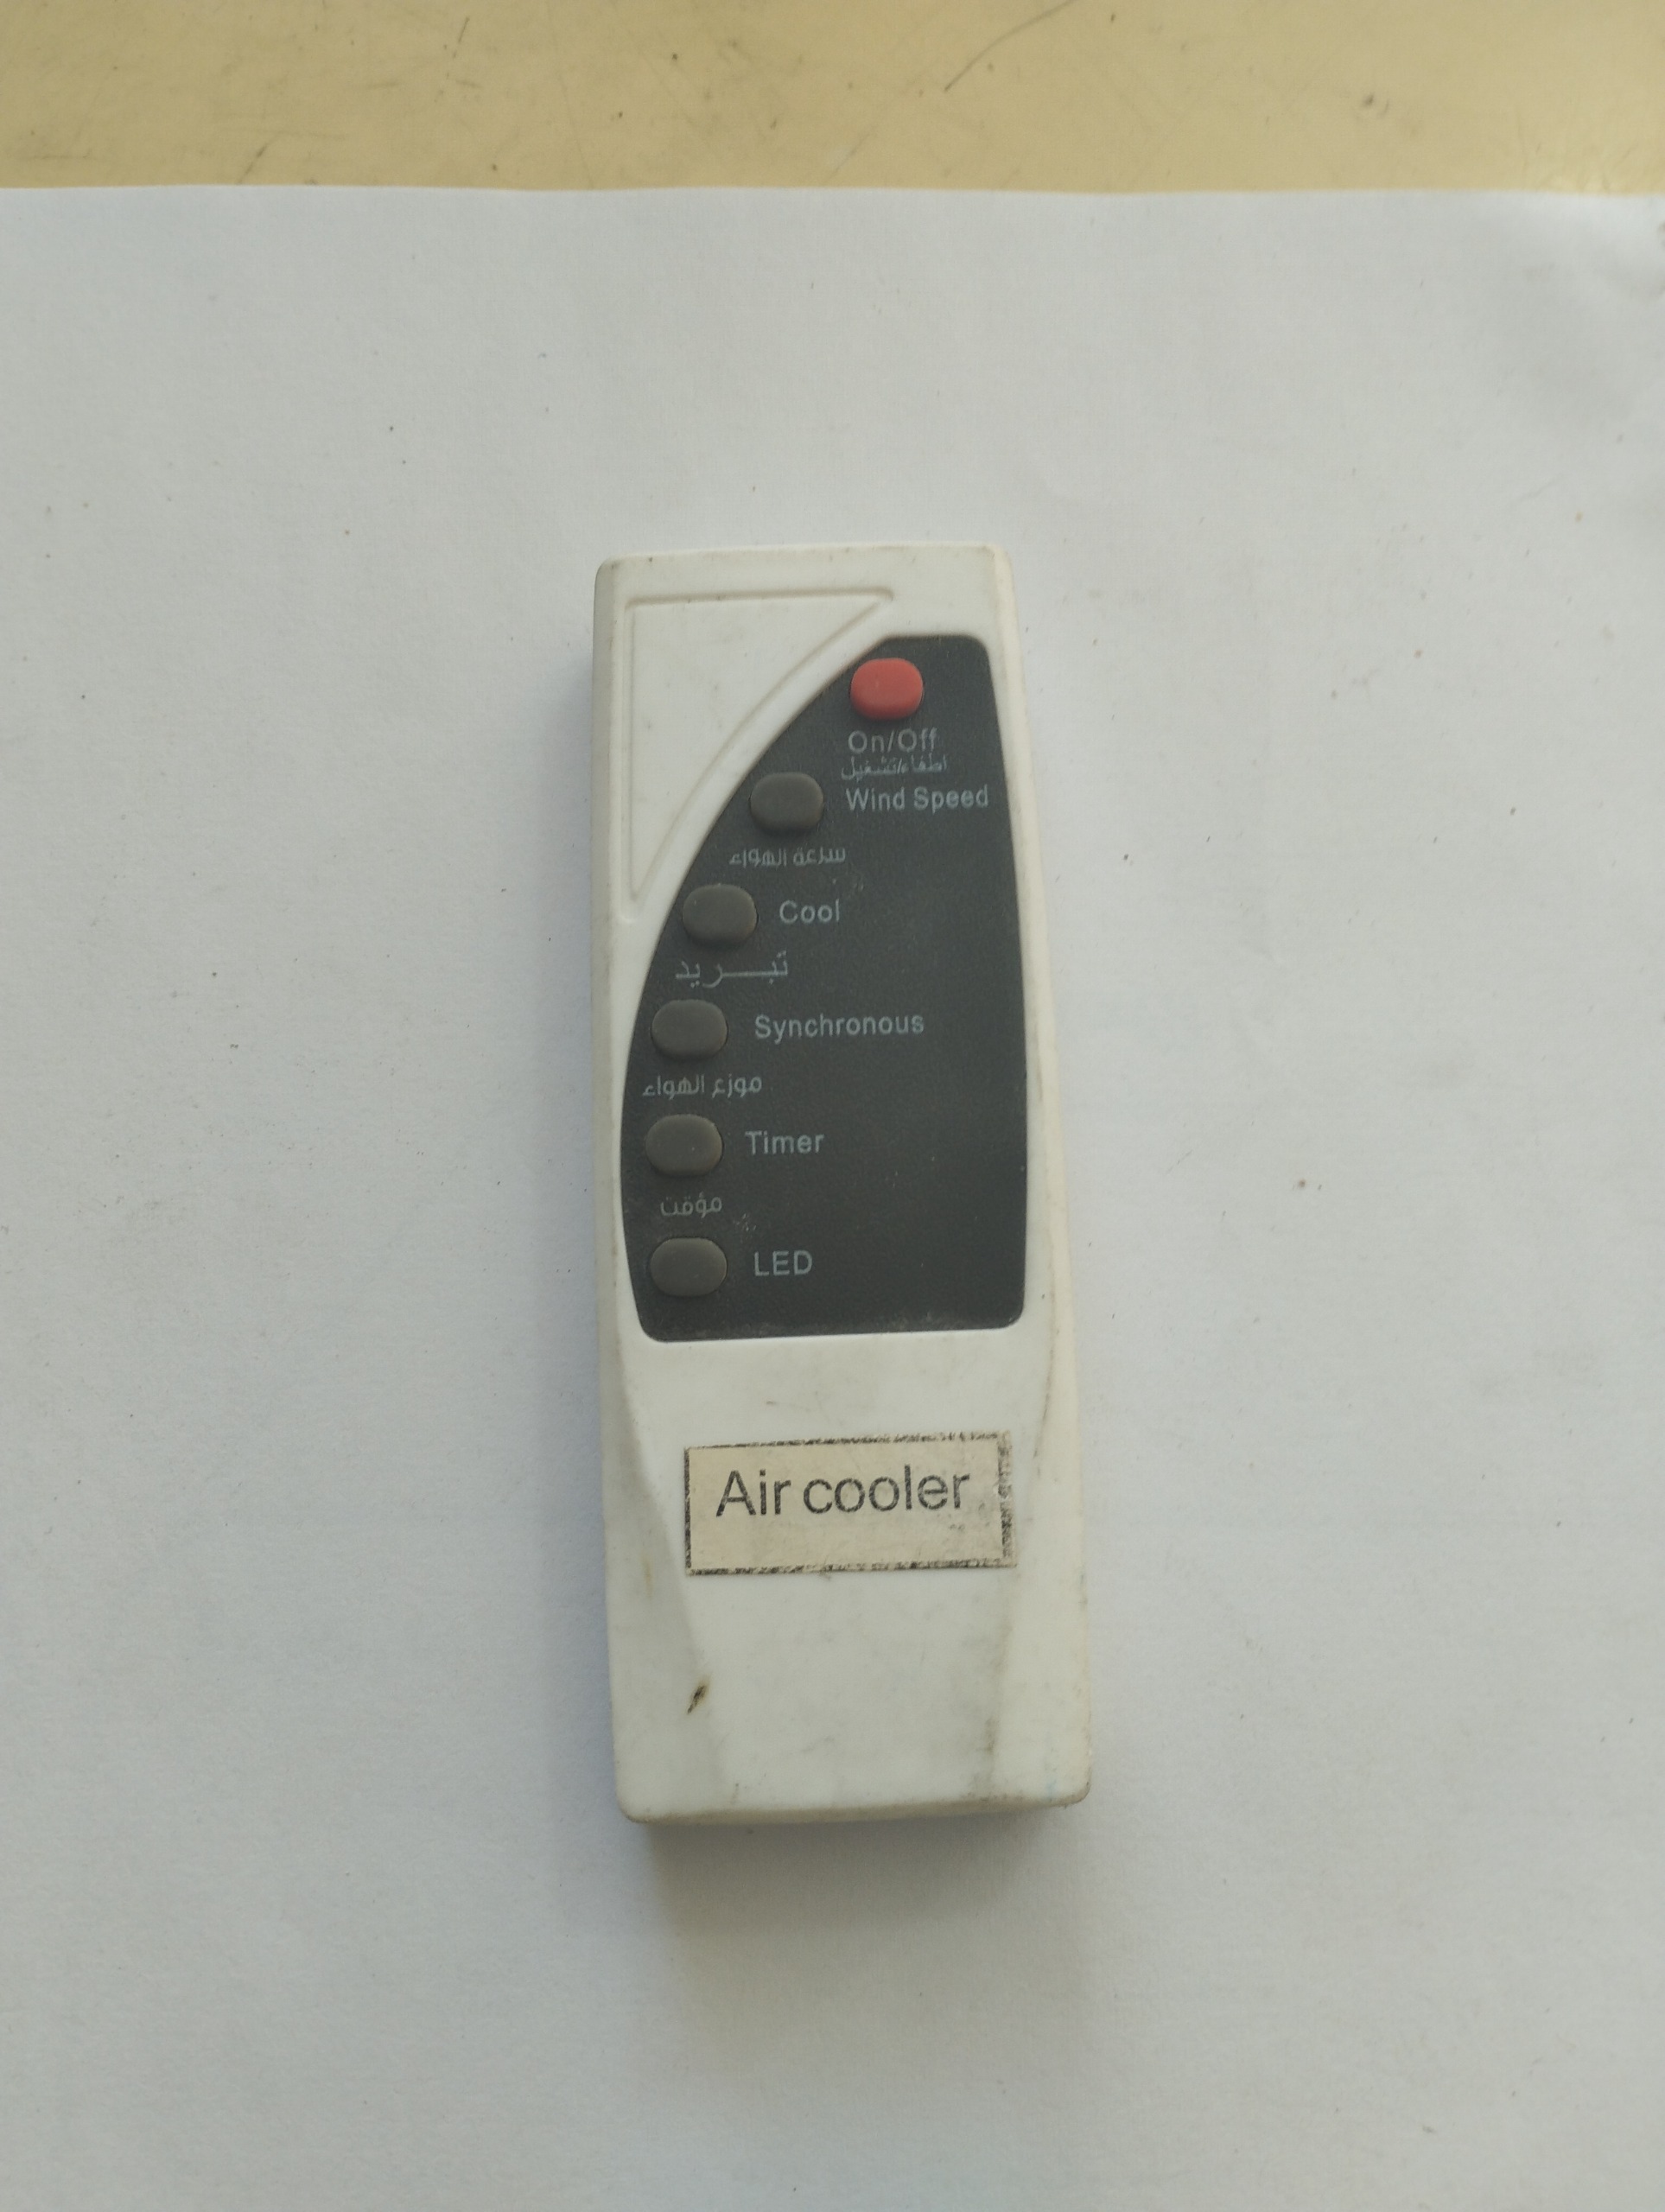 On/Off
اطفاء/تشغيل
Wind Speed
سرعة الهواء
Cool
تبـــريد
Synchronous
موزع الهواء
Timer
مؤقت
LED
Air cooler